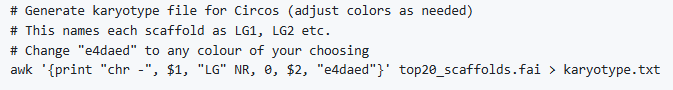 # Generate karyotype file for Circos (adjust colors as needed)
# This names each scaffold as LG1, LG2 etc.
# Change "e4daed" to any colour of your choosing
awk '{print "chr -", $1, "LG" NR, 0, $2, "e4daed"}' top20_scaffolds.fai > karyotype.txt